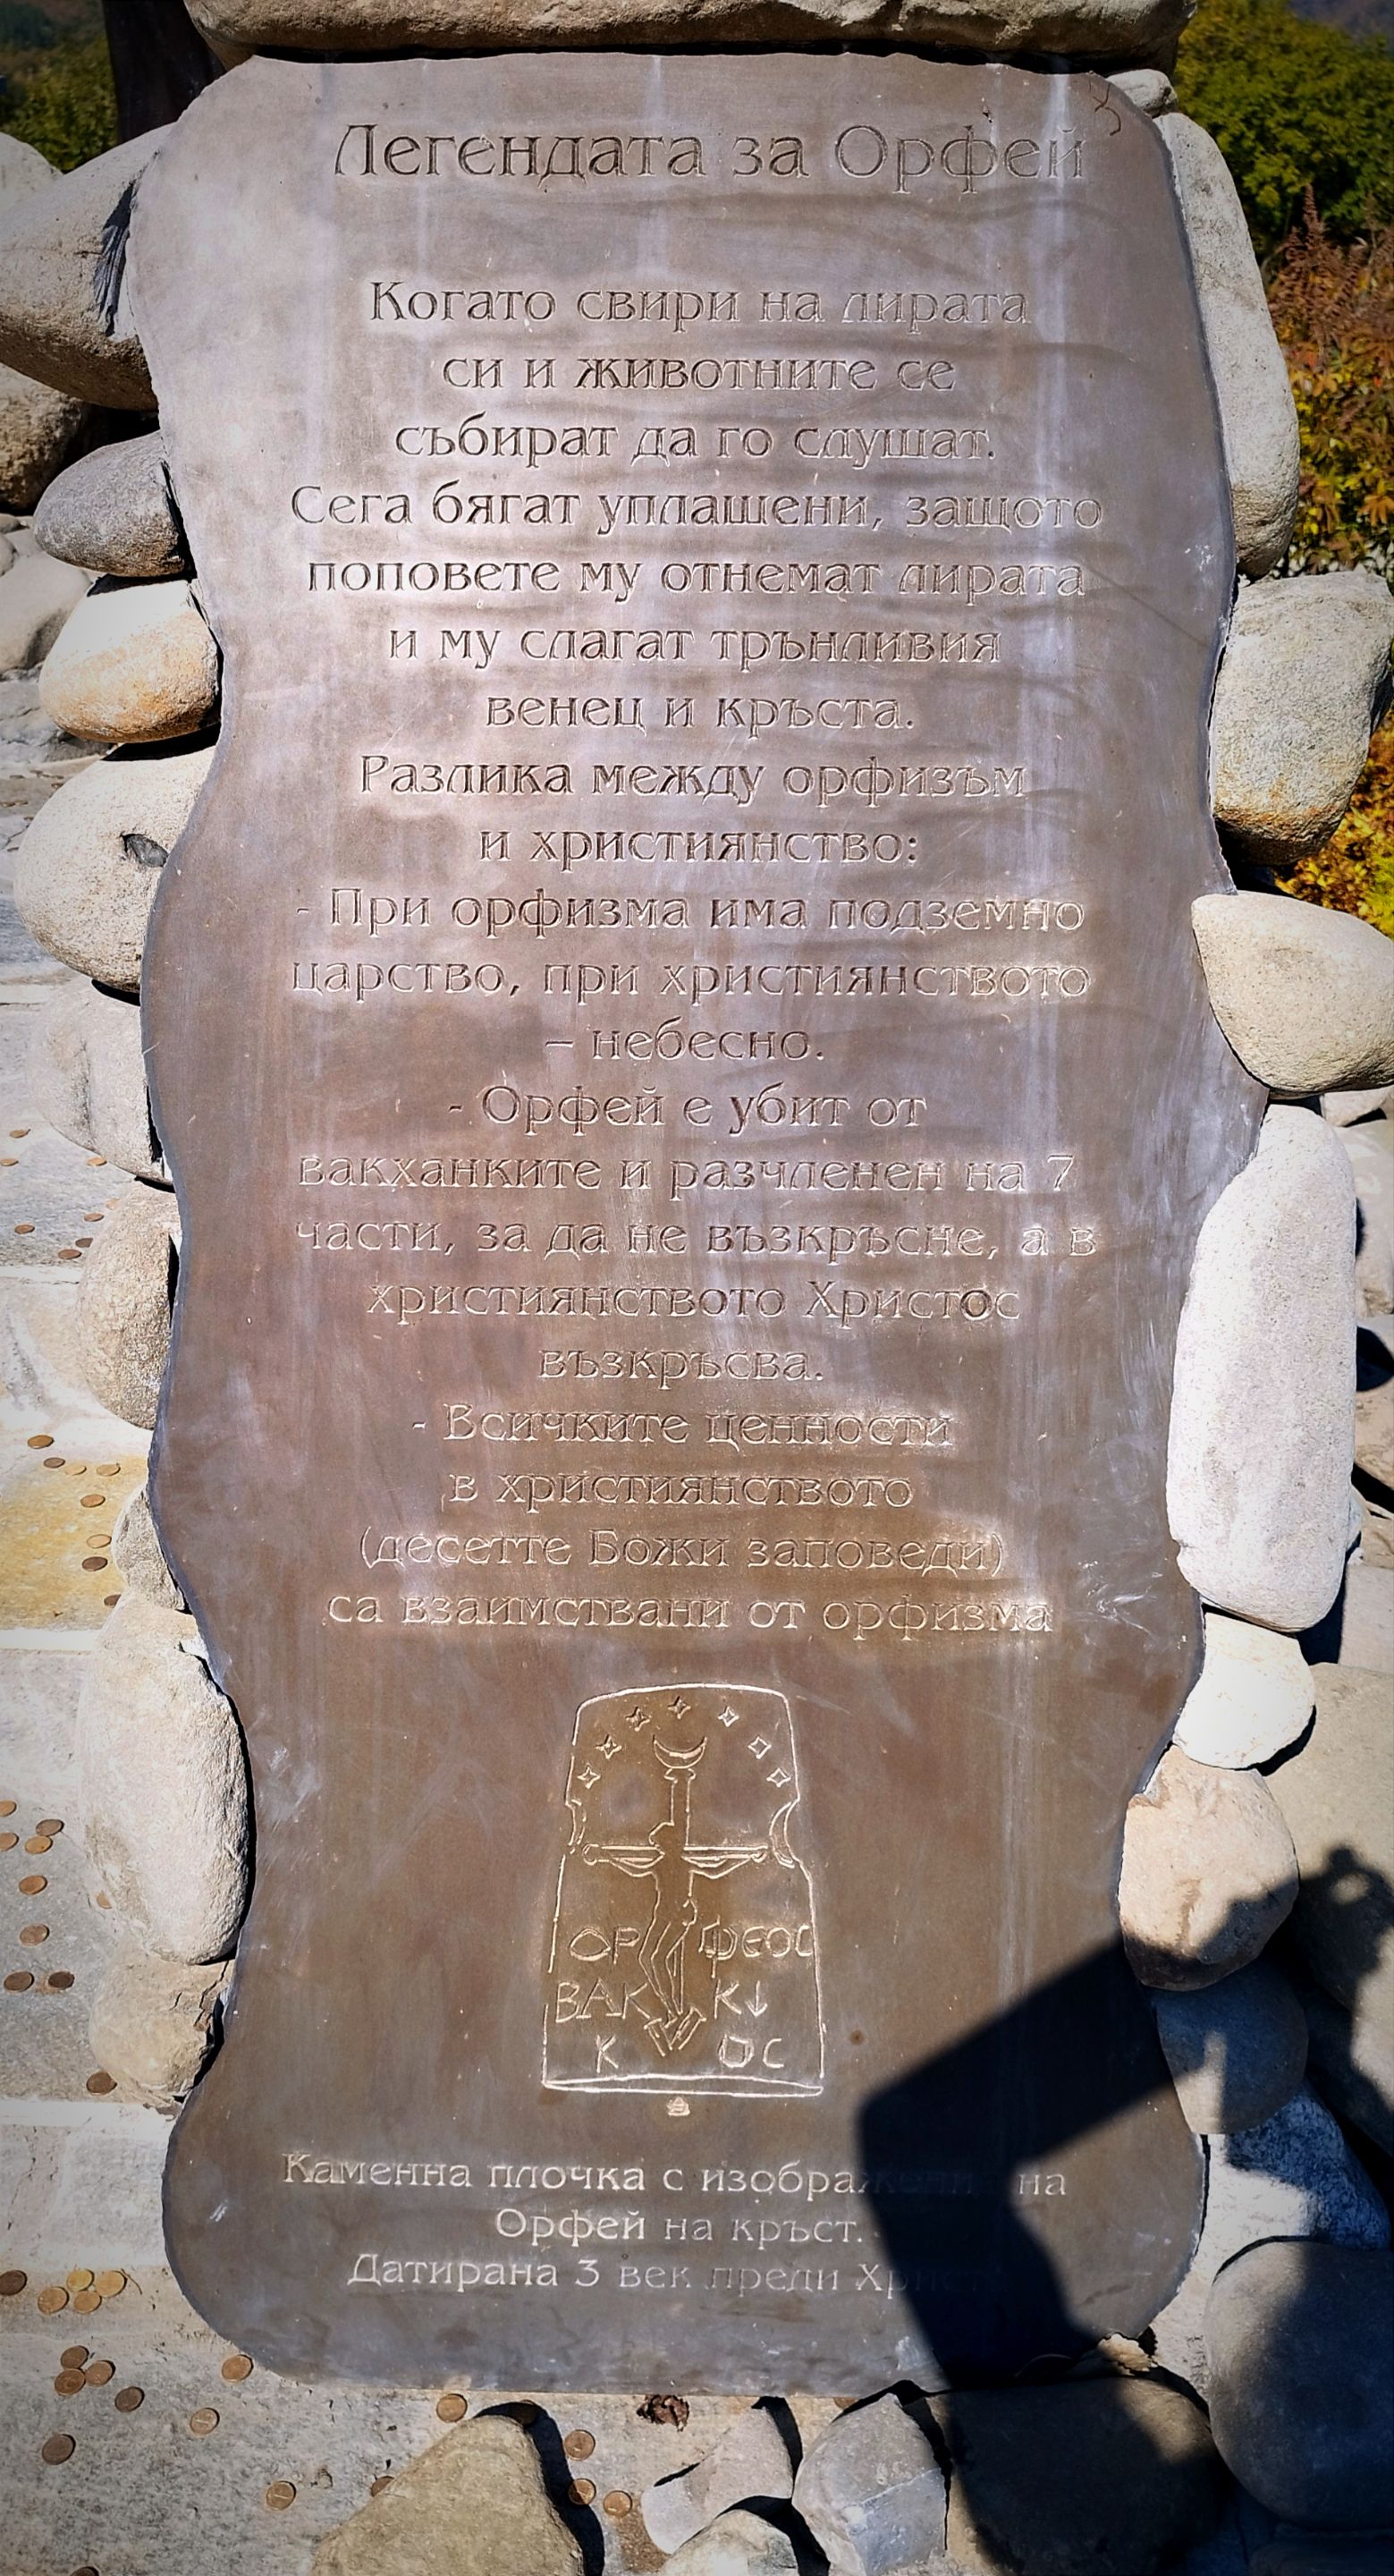 Легендата за Орфей
Когато свири на лирата
си и животните се
събират да го слушат.
Сега бягат уплашени, защото
поповете му отнемат лирата
и му слагат трънливия
венец и кръста.
Разлика между орфизъм
и християнство:
- При орфизма има подземно
царство, при християнството
– небесно.
- Орфей е убит от
вакханките и разчленен на 7
части, за да не възкръсне, а в
християнството Христос
възкръсва.
- Всичките ценности
в християнството
(десетте Божи заповеди)
са взаимствани от орфизма
ОР ФЕОС
ВАК К
К ОС
Каменна плочка с на
Орфей на кръст.
Датирана 3 век преди